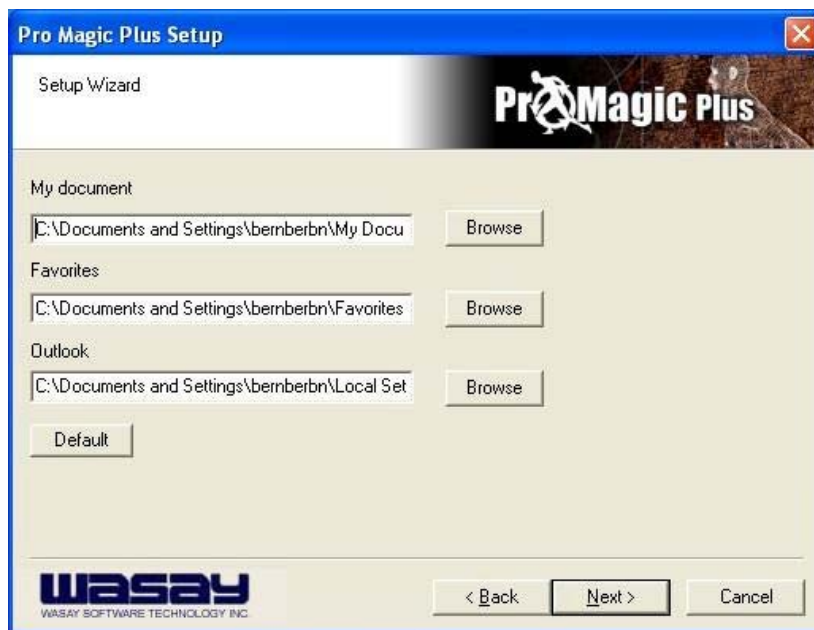 Pro Magic Plus Setup
Setup Wizard
Pro Magic Plus
My document
C:\Documents and Settings\bernberbn\My Docu
Browse
Favorites
C:\Documents and Settings\bernberbn\Favorites
Browse
Outlook
C:\Documents and Settings\bernberbn\Local Set
Browse
Default
wasay
WASAY SOFTWARE TECHNOLOGY INC.
< Back
Next >
Cancel